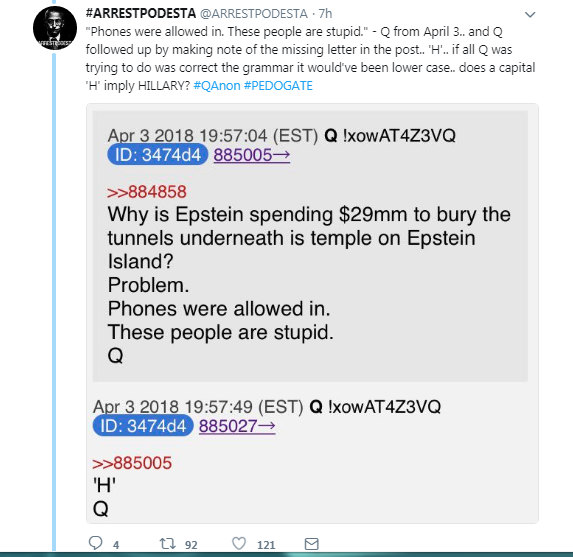 #ARRESTPODESTA @ARRESTPODESTA · 7h
"Phones were allowed in. These people are stupid." - Q from April 3.. and Q
followed up by making note of the missing letter in the post.. 'H'.. if all Q was
trying to do was correct the grammar it would've been lower case.. does a capital
'H' imply HILLARY? #QAnon #PEDOGATE
Apr 3 2018 19:57:04 (EST) Q !xowAT4Z3VQ
ID: 3474d4 885005→
>>884858
Why is Epstein spending $29mm to bury the
tunnels underneath is temple on Epstein
Island?
Problem.
Phones were allowed in.
These people are stupid.
Q
Apr 3 2018 19:57:49 (EST) Q !xowAT4Z3VQ
ID: 3474d4 885027→
>>885005
'H'
Q
4 92 121